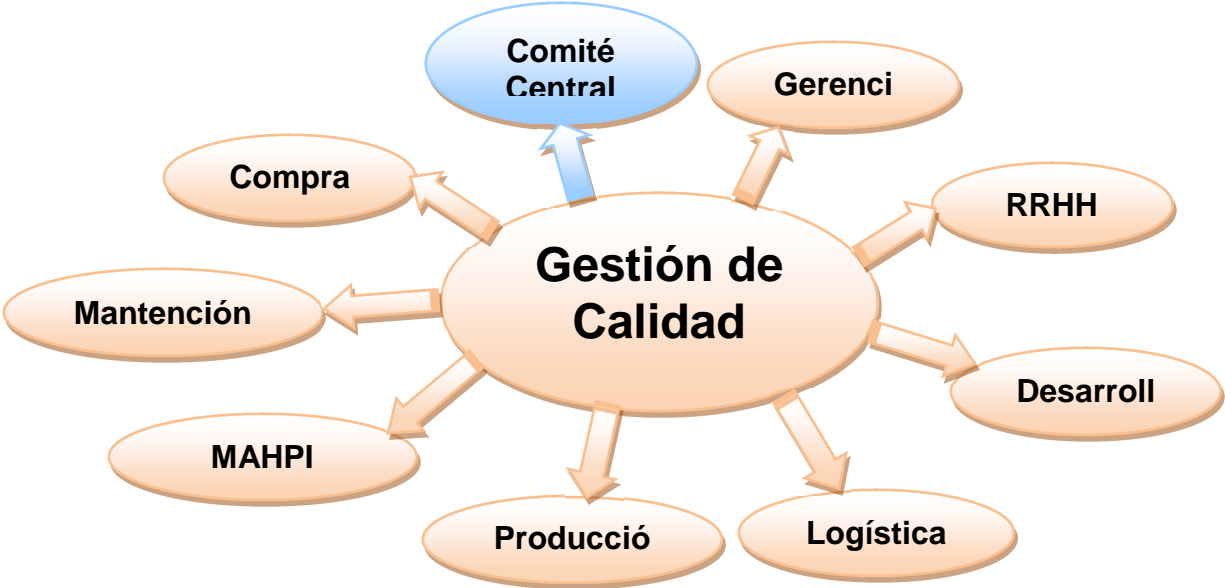 Comité
Central
Gerenci
Compra
RRHH
Gestión de
Calidad
Mantención
Desarroll
MAHPI
Producció
Logística